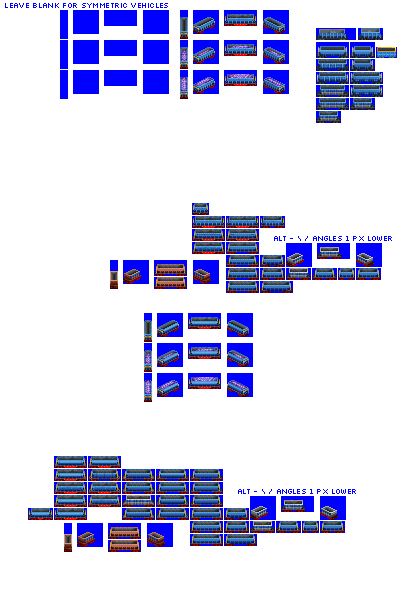 LEAVE BLANK FOR SYMMETRIC VEHICLES
ALT - \ / ANGLES 1 PX LOWER
ALT - \ / ANGLES 1 PX LOWER